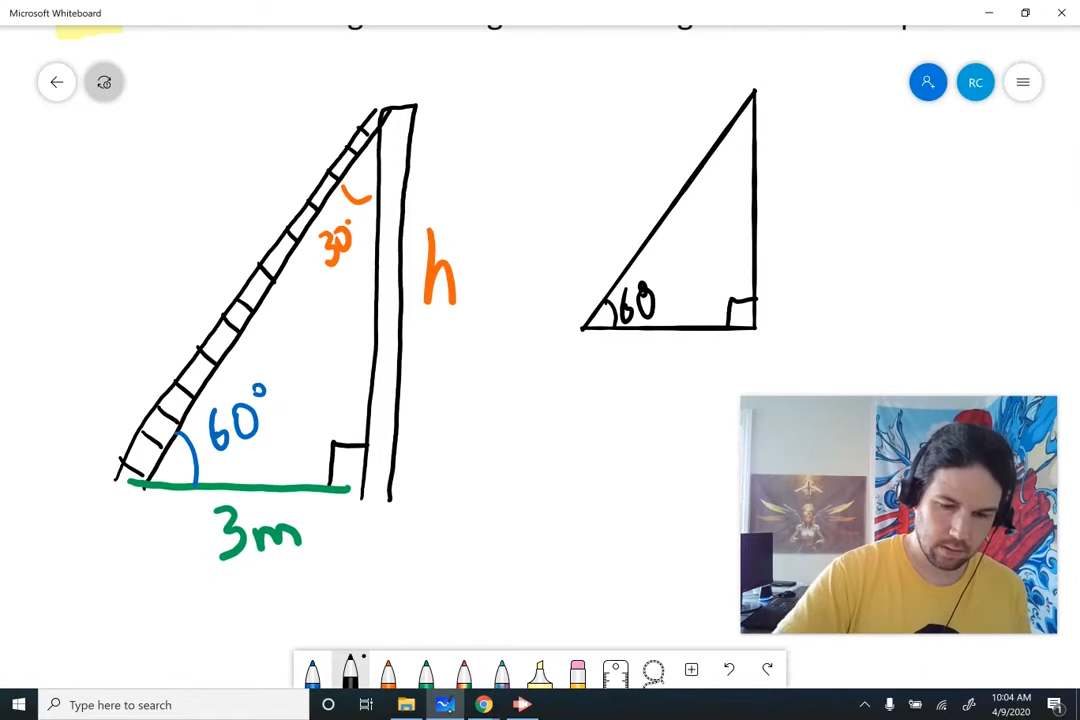 Microsoft Whiteboard
RC
30°
h
60°
60
3m
Type here to search
10:04 AM
4/9/2020